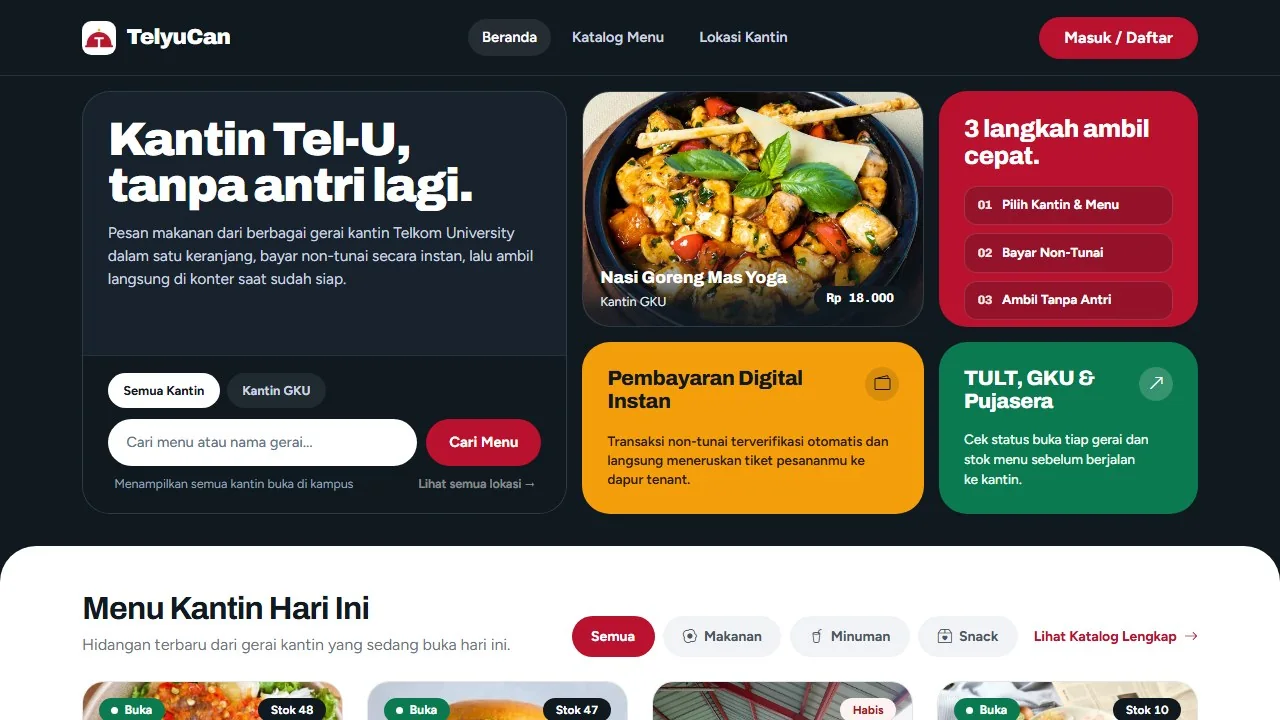 T
TelyuCan
Beranda
Katalog Menu
Lokasi Kantin
Masuk / Daftar
Kantin Tel-U,
tanpa antri lagi.
Pesan makanan dari berbagai gerai kantin Telkom University
dalam satu keranjang, bayar non-tunai secara instan, lalu ambil
langsung di konter saat sudah siap.
Semua Kantin
Kantin GKU
Cari menu atau nama gerai...
Cari Menu
Menampilkan semua kantin buka di kampus
Lihat semua lokasi →
Nasi Goreng Mas Yoga
Kantin GKU
Rp 18.000
3 langkah ambil
cepat.
01 Pilih Kantin & Menu
02 Bayar Non-Tunai
03 Ambil Tanpa Antri
Pembayaran Digital
Instan
Transaksi non-tunai terverifikasi otomatis dan
langsung meneruskan tiket pesananmu ke
dapur tenant.
TULT, GKU &
Pujasera
Cek status buka tiap gerai dan
stok menu sebelum berjalan
ke kantin.
Menu Kantin Hari Ini
Hidangan terbaru dari gerai kantin yang sedang buka hari ini.
Semua
Makanan
Minuman
Snack
Lihat Katalog Lengkap →
Buka
Stok 48
Buka
Stok 47
Habis
Buka
Stok 10